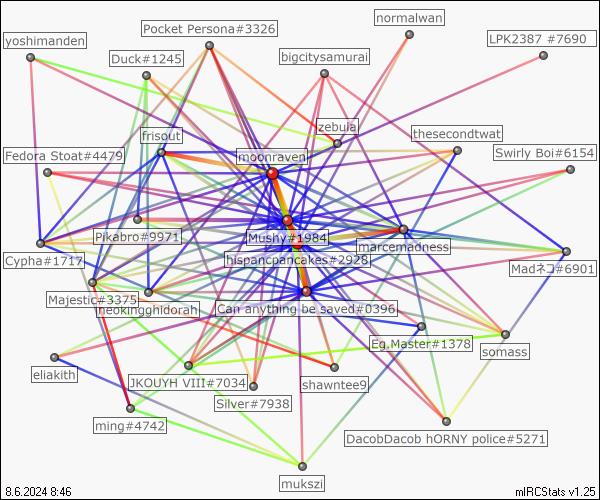 normalwan
Pocket Persona#3326
yoshimanden
LPK2387 #7690
Duck#1245
bigcitysamurai
zebula
frisout
thesecondtwat
Fedora Stoat#4479
moonraven
Swirly Boi#6154
Pikabro#9971
Mushy#1984
marcemadness
Cypha#1717
hispancpancakes#2928
Madネコ#6901
Majestic#3375
theokingghidorah
Can anything be saved#0396
Eg.Master#1378
somass
eliakith
JKOUYH VIII#7034
shawntee9
Silver#7938
ming#4742
DacobDacob hORNY police#5271
mukszi
8.6.2024 8:46
mIRCStats v1.25